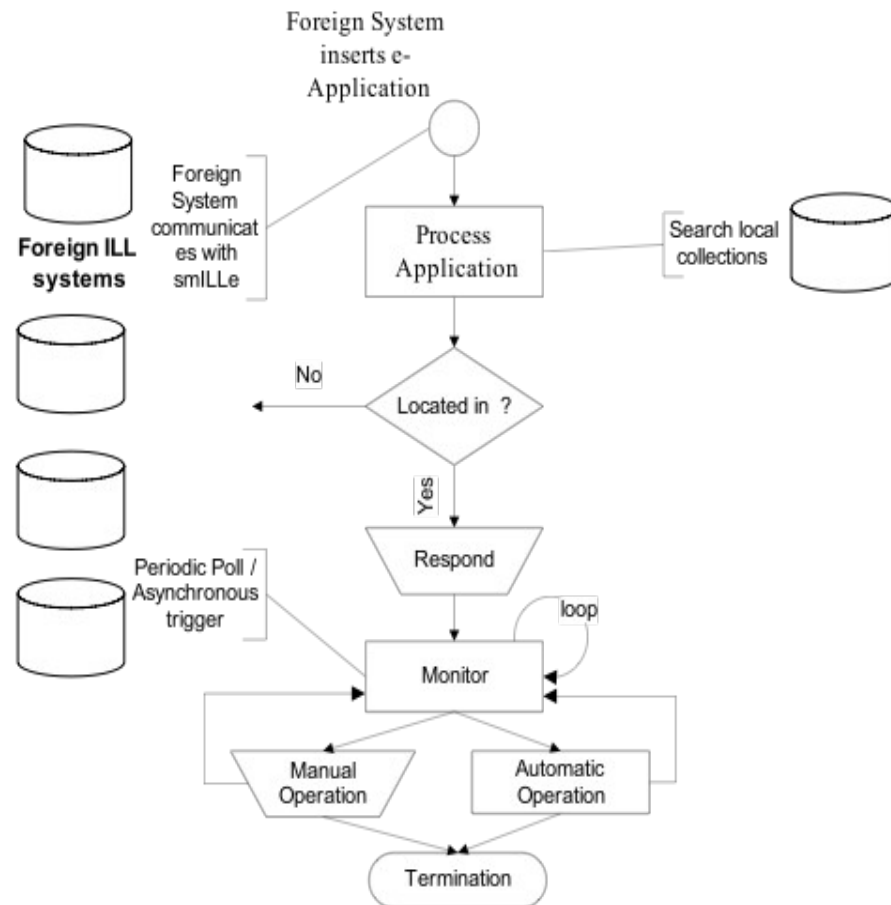 Foreign System
inserts e-
Application
Foreign
System
communicat
es with
smILLe
Foreign ILL
systems
Process
Application
Search local
collections
No
Located in ?
Yes
Respond
Periodic Poll /
Asynchronous
trigger
loop
Monitor
Manual
Operation
Automatic
Operation
Termination